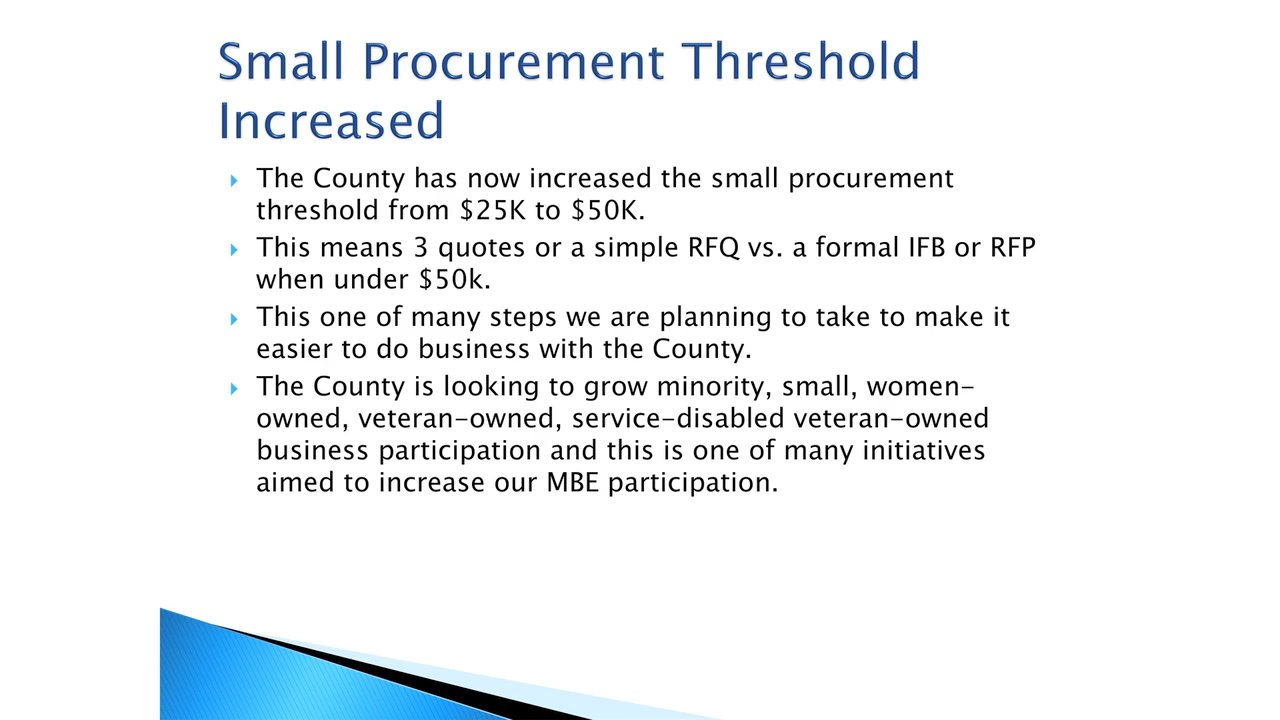 Small Procurement Threshold
Increased
The County has now increased the small procurement
threshold from $25K to $50K.
This means 3 quotes or a simple RFQ vs. a formal IFB or RFP
when under $50k.
This one of many steps we are planning to take to make it
easier to do business with the County.
The County is looking to grow minority, small, women-
owned, veteran-owned, service-disabled veteran-owned
business participation and this is one of many initiatives
aimed to increase our MBE participation.